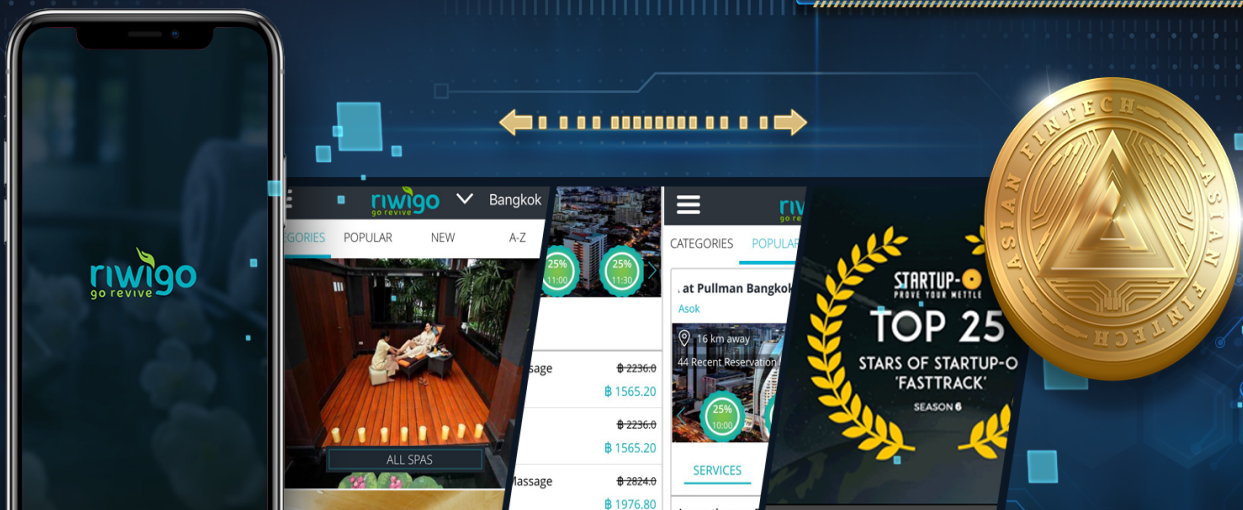 riwigo
go revive
riwigo
go revive
Bangkok
GORIES
POPULAR
NEW
A-Z
ALL SPAS
25%
11:00
25%
11:30
sage
฿ 2236.0
฿ 1565.20
฿ 2236.0
฿ 1565.20
Massage
฿ 2824.0
฿ 1976.80
riw
go re
CATEGORIES
POPULAR
. at Pullman Bangkok
Asok
16 km away
44 Recent Reservation
25%
10:00
SERVICES
STARTUP-O
PROVE YOUR METTLE
TOP 25
STARS OF STARTUP-O
'FASTTRACK'
SEASON 6
ASIAN FINTECH
ASIAN FINTECH